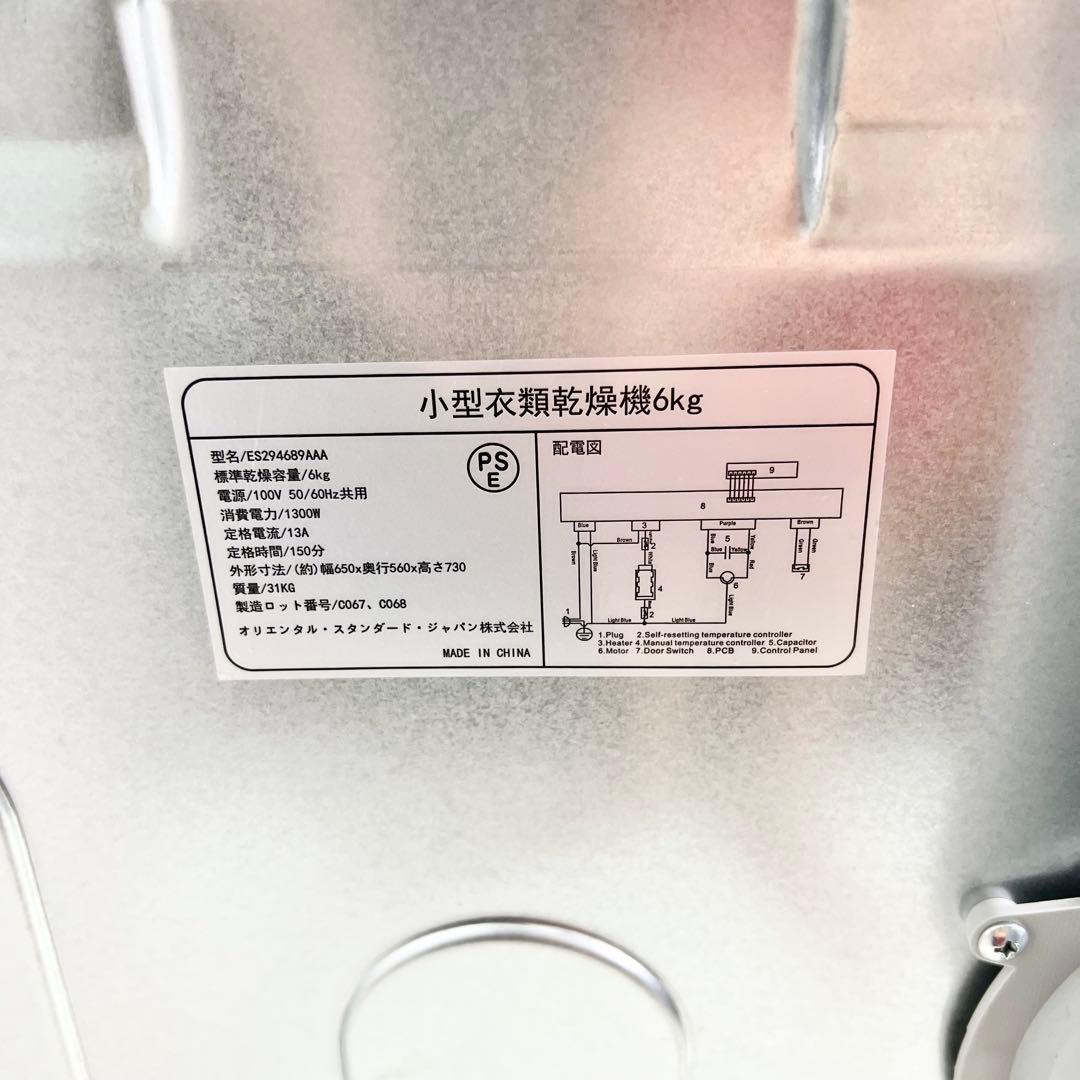 小型衣類乾燥機6kg
型名/ES294689AAA
標準乾燥容量/6kg
電源/100V 50/60Hz共用
消費電力/1300W
定格電流/13A
定格時間/150分
外形寸法/(約)幅650x奥行560x高さ730
質量/31KG
製造ロット番号/C067、C068
オリエンタル・スタンダード・ジャパン株式会社
MADE IN CHINA
PS
E
配電図
9
8
Blue
3
Purple
Brown
Brown
2
Blue
5
Yellow
Blue
Yellow
Green
Green
Brown
Light Blue
4
Blue
Red
6
7
2
Light Blue
1
Light Blue
Light Blue
1.Plug 2.Self-resetting temperature controller
3.Heater 4.Manual temperature controller 5.Capacitor
6.Motor 7.Door Switch 8.PCB 9.Control Panel